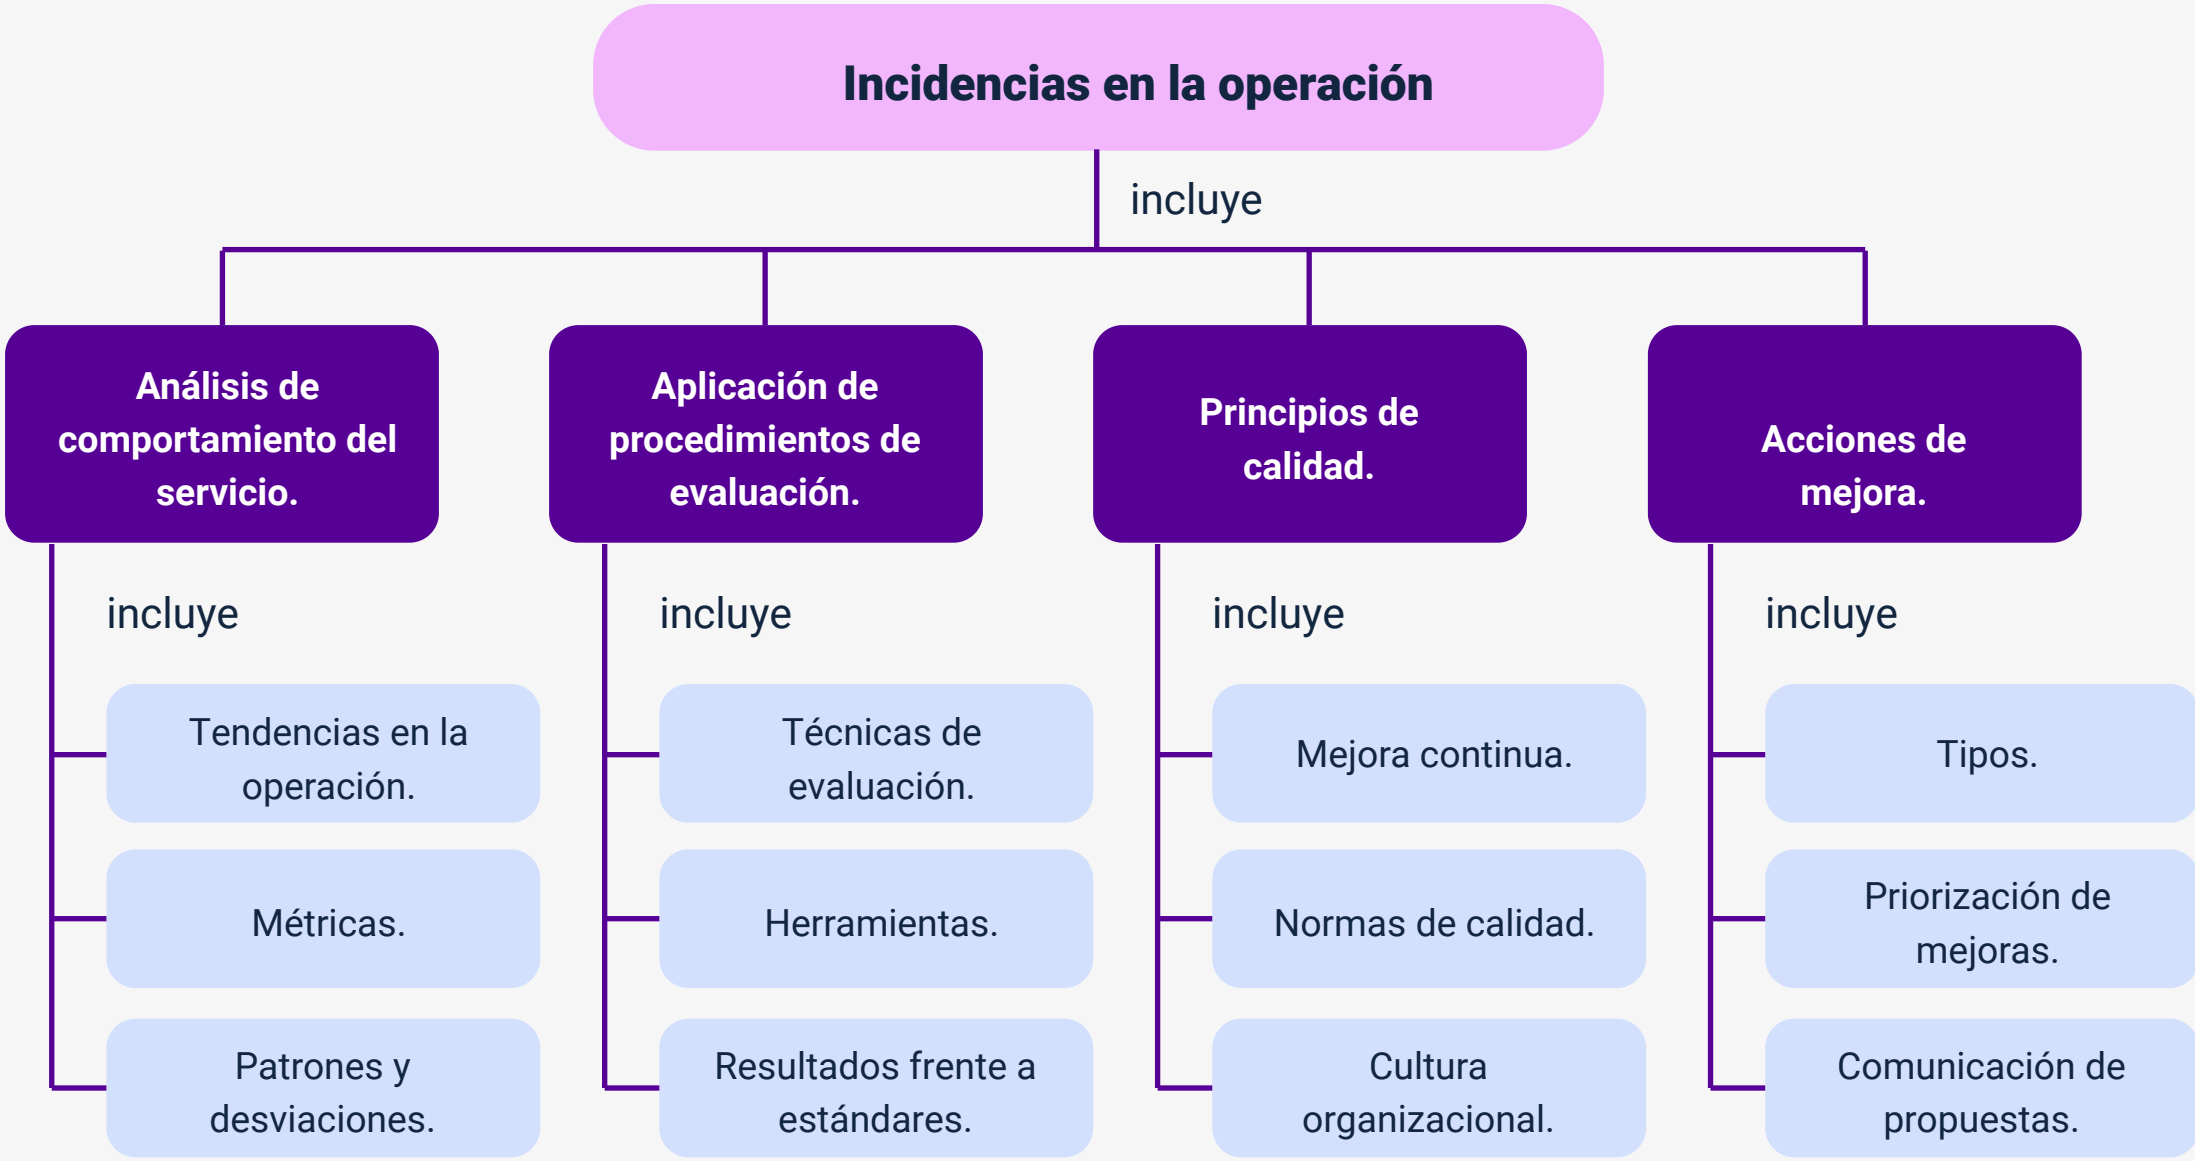 Incidencias en la operación
incluye
Análisis de
comportamiento del
servicio.
incluye
Tendencias en la
operación.
Métricas.
Patrones y
desviaciones.
Aplicación de
procedimientos de
evaluación.
incluye
Técnicas de
evaluación.
Herramientas.
Resultados frente a
estándares.
Principios de
calidad.
incluye
Mejora continua.
Normas de calidad.
Cultura
organizacional.
Acciones de
mejora.
incluye
Tipos.
Priorización de
mejoras.
Comunicación de
propuestas.